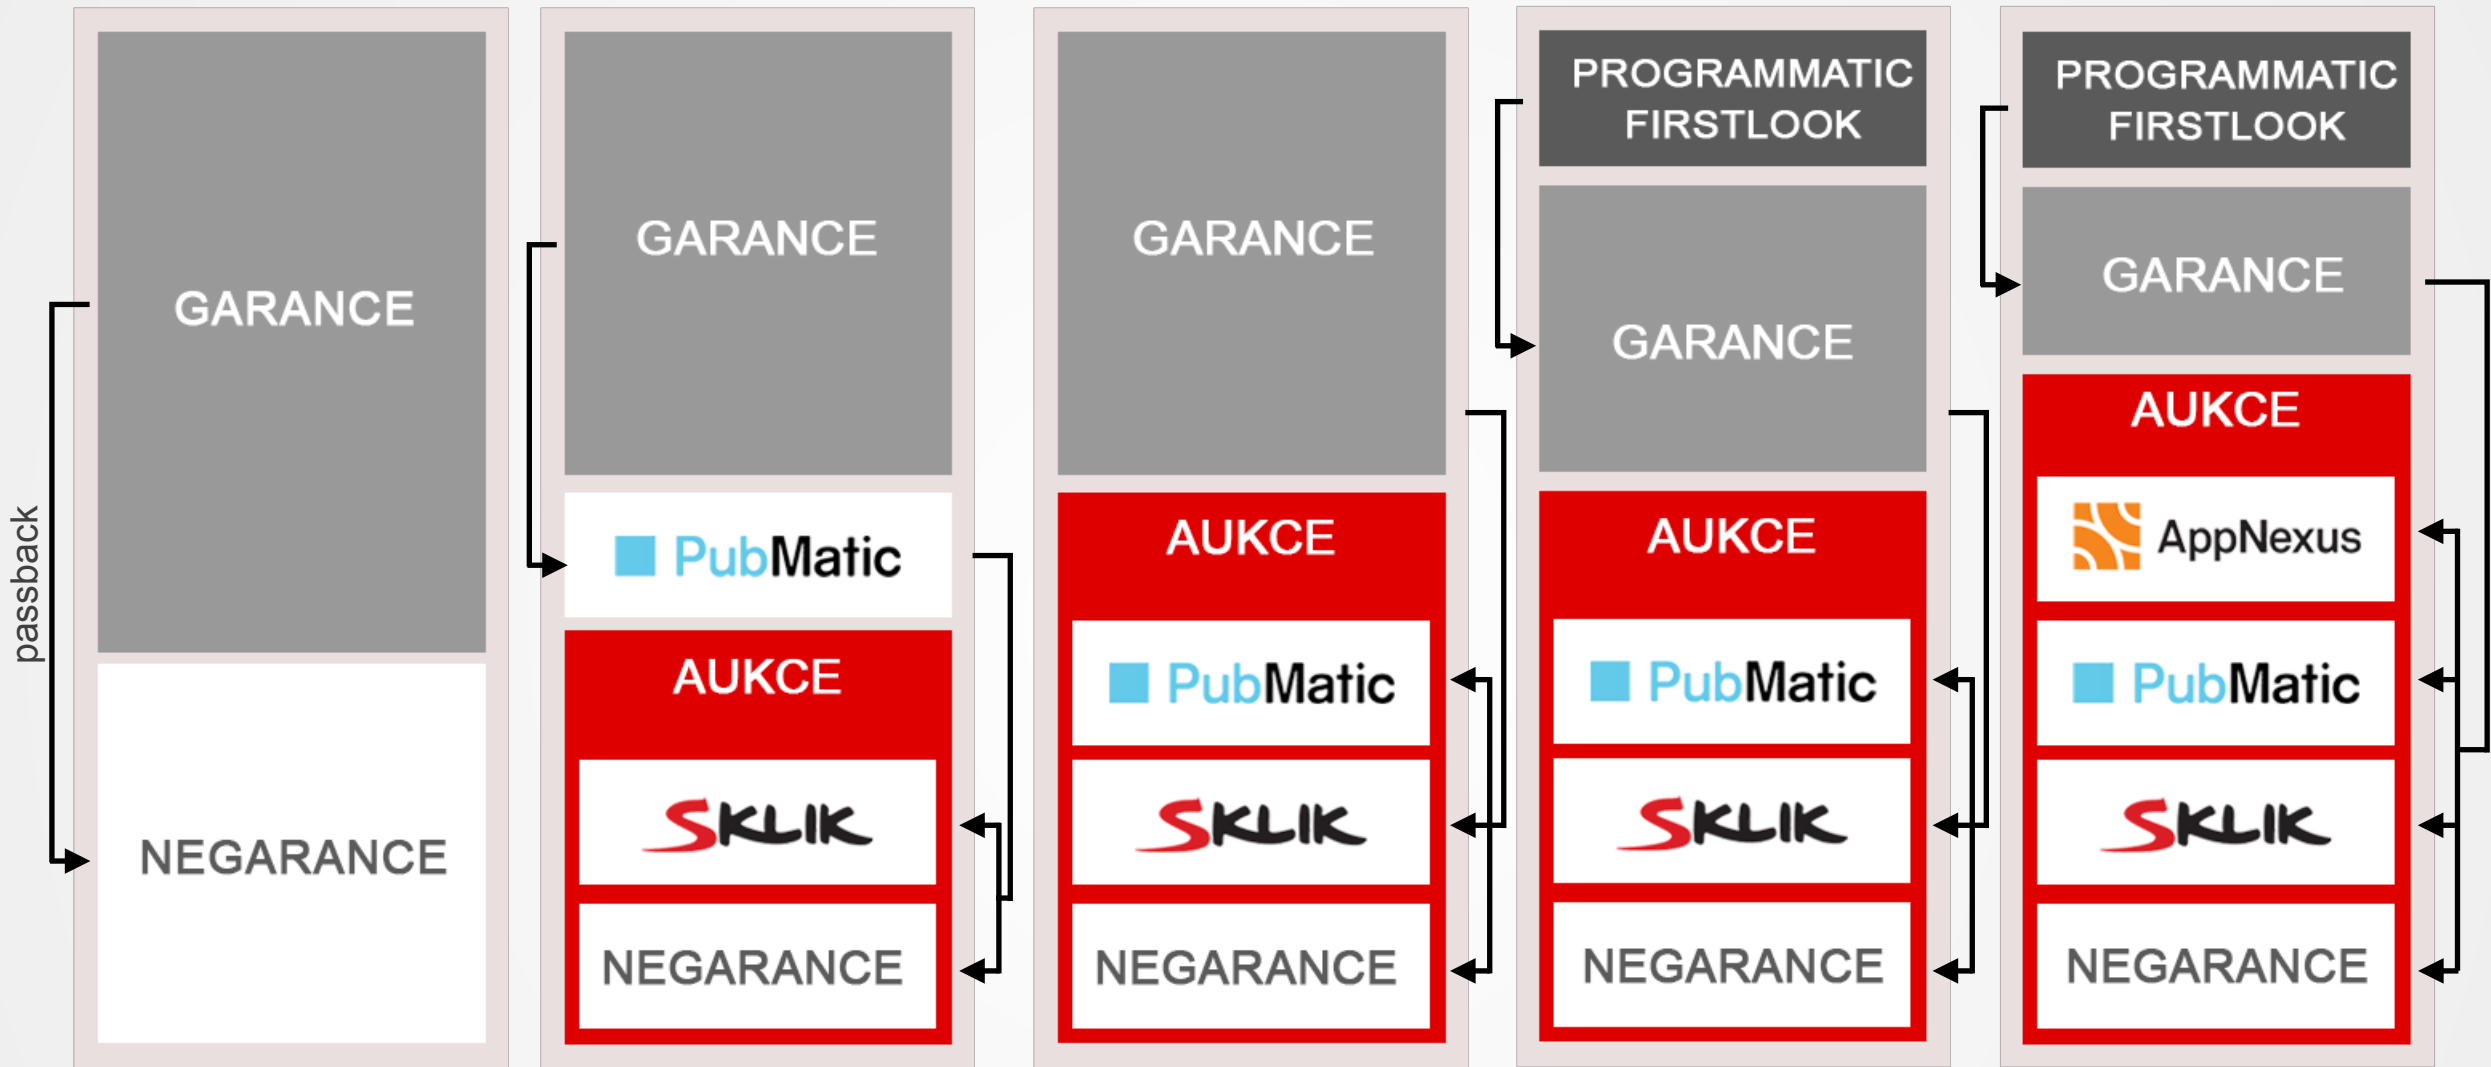 passback
GARANCE
NEGARANCE
GARANCE
PubMatic
AUKCE
SKLIK
NEGARANCE
GARANCE
AUKCE
PubMatic
SKLIK
NEGARANCE
PROGRAMMATIC
FIRSTLOOK
GARANCE
AUKCE
PubMatic
SKLIK
NEGARANCE
PROGRAMMATIC
FIRSTLOOK
GARANCE
AUKCE
AppNexus
PubMatic
SKLIK
NEGARANCE